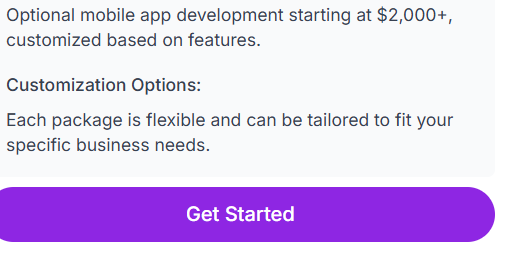 Optional mobile app development starting at $2,000+,
customized based on features.
Customization Options:
Each package is flexible and can be tailored to fit your
specific business needs.
Get Started